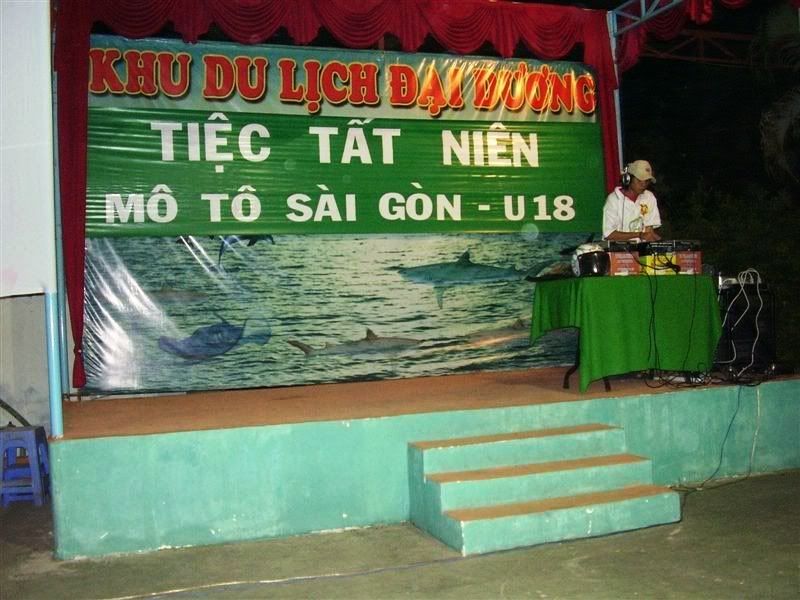 KHU DU LỊCH ĐẠI DƯƠNG
TIỆC TẤT NIÊN
MÔ TÔ SÀI GÒN - U18